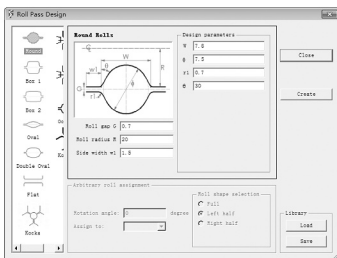 Roll Pass Design
Round
Box 1
Box 2
Oval
Double Oval
Flat
Kocks
Round Rolls
W
R
G
w1
r1
θ
Roll gap G 0.7
Roll radius R 20
Side width w1 1.9
Design parameters
W 7.8
φ 7.5
r1 0.7
θ 30
Close
Create
Arbitrary roll assignment
Rotation angle: 0 degrees
Assign to:
Roll shape selection
Full
Left half
Right half
Library
Load
Save